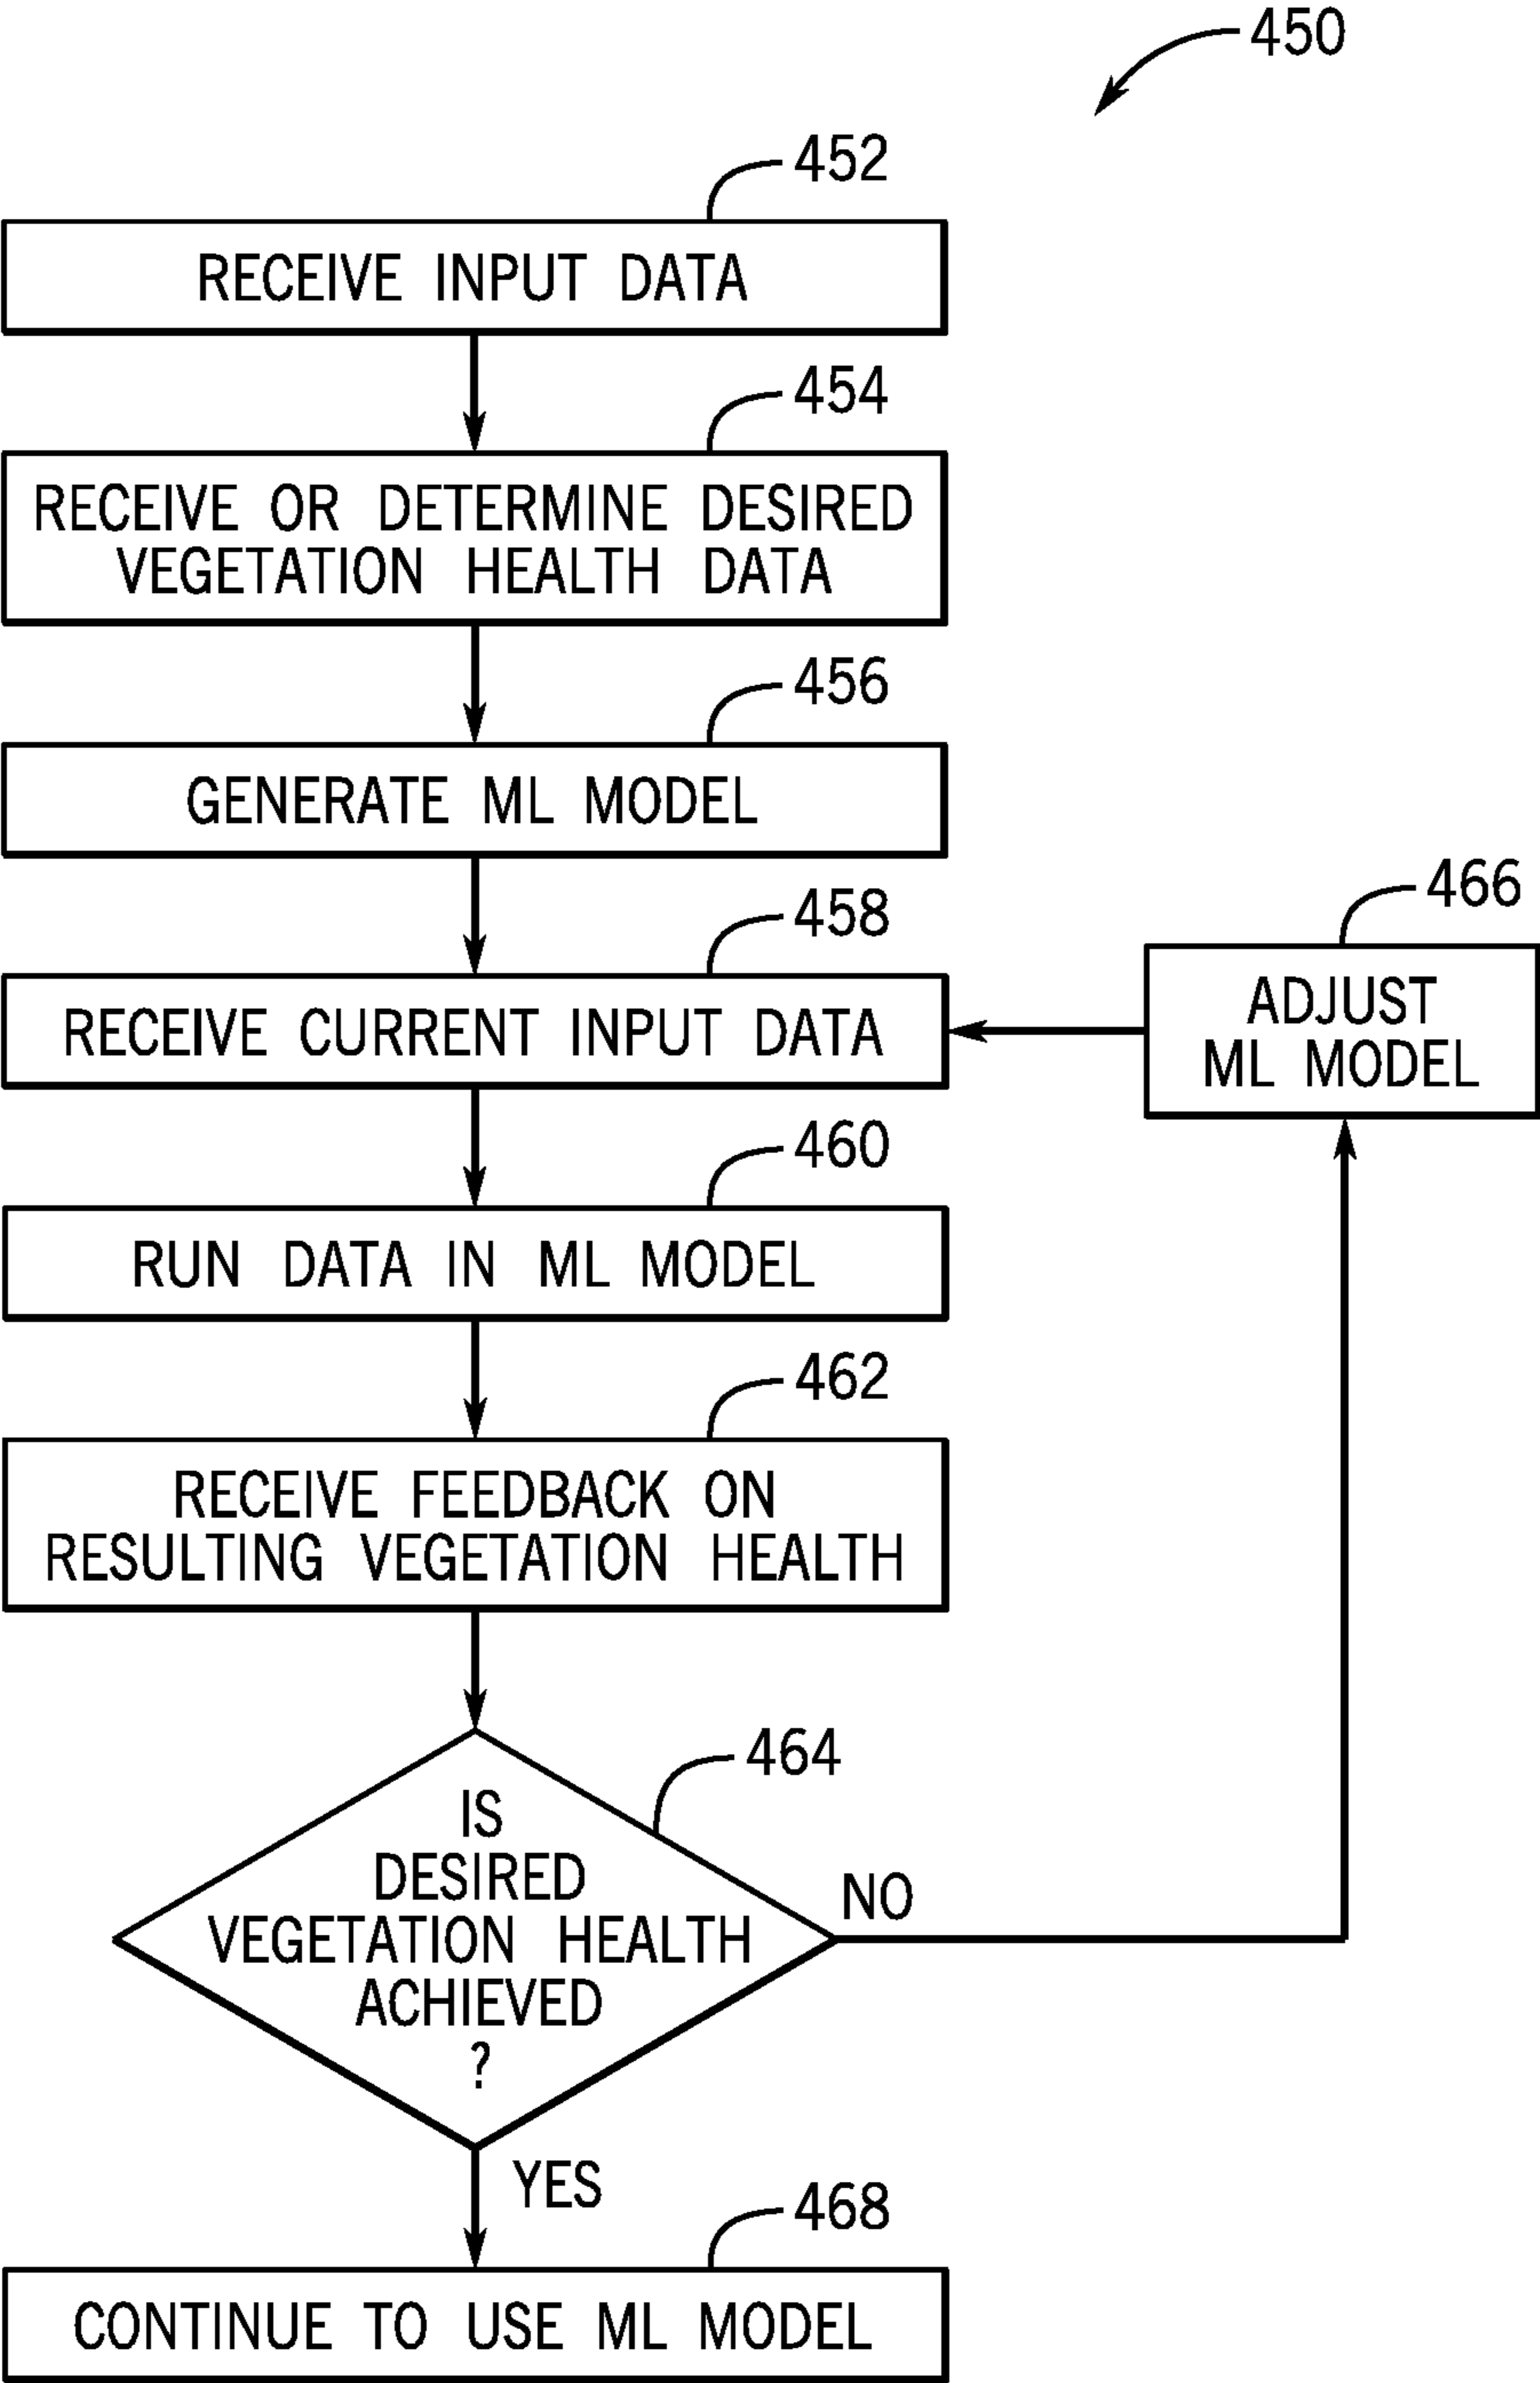 450
452
RECEIVE INPUT DATA
454
RECEIVE OR DETERMINE DESIRED
VEGETATION HEALTH DATA
456
GENERATE ML MODEL
458
RECEIVE CURRENT INPUT DATA
466
ADJUST
ML MODEL
460
RUN DATA IN ML MODEL
462
RECEIVE FEEDBACK ON
RESULTING VEGETATION HEALTH
464
IS
DESIRED
VEGETATION HEALTH
ACHIEVED
?
NO
YES
468
CONTINUE TO USE ML MODEL